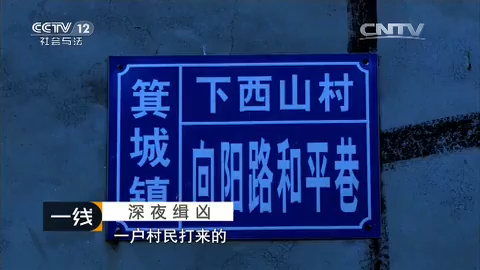 CCTV 12
社会与法
CNTV
箕城镇
下西山村
向阳路和平巷
一线
深夜缉凶
一户村民打来的